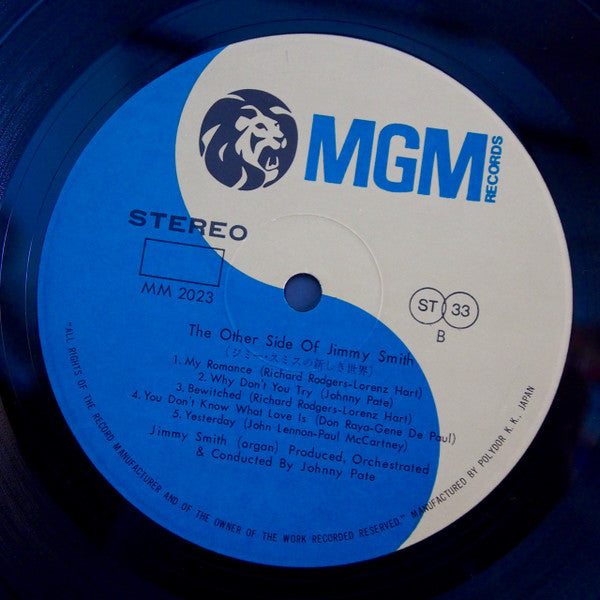 MGM
RECORDS
STEREO
MM 2023
ST 33
B
The Other Side Of Jimmy Smith
(ジミー・スミスの新しき世界)
1. My Romance (Richard Rodgers-Lorenz Hart)
2. Why Don't You Try (Johnny Pate)
3. Bewitched (Richard Rodgers-Lorenz Hart)
4. You Don't Know What Love Is (Don Raya-Gene De Paul)
5. Yesterday (John Lennon-Paul McCartney)
Jimmy Smith (organ) Produced, Orchestrated
& Conducted By Johnny Pate
"ALL RIGHTS OF THE RECORD MANUFACTURER AND OF THE OWNER OF THE WORK RECORDED RESERVED." MANUFACTURED BY POLYDOR K. K., JAPAN